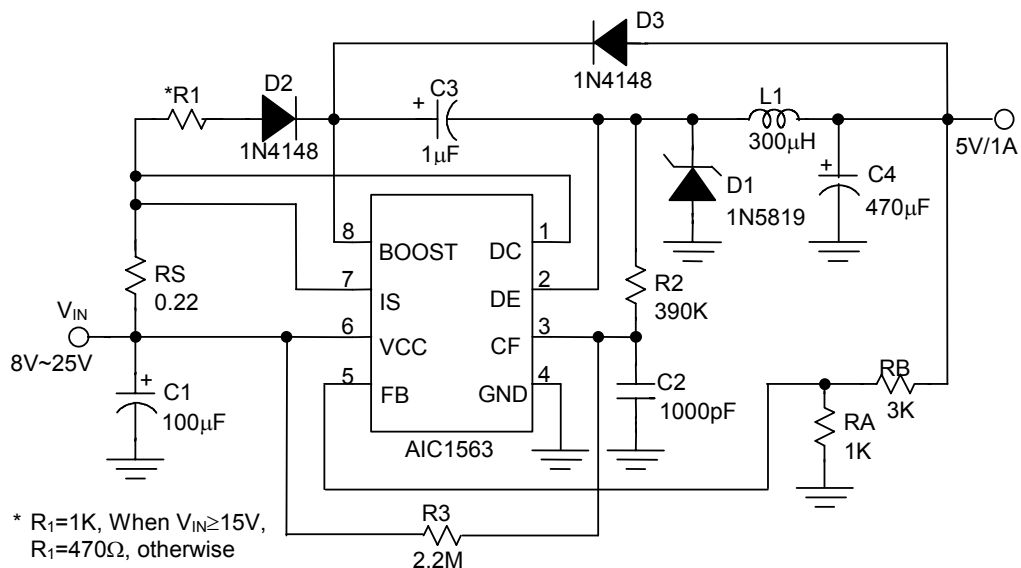 D3
1N4148
D2
*R1
C3
+
L1
1N4148
1μF
300μH
5V/1A
+
C4
D1
470μF
1N5819
8
1
BOOST
DC
RS
7
2
R2
0.22
IS
DE
390K
VIN
6
3
VCC
CF
8V~25V
5
4
RB
+
C1
FB
GND
C2
3K
100μF
1000pF
RA
AIC1563
1K
* R1=1K, When VIN≥15V,
R1=470Ω, otherwise
R3
2.2M